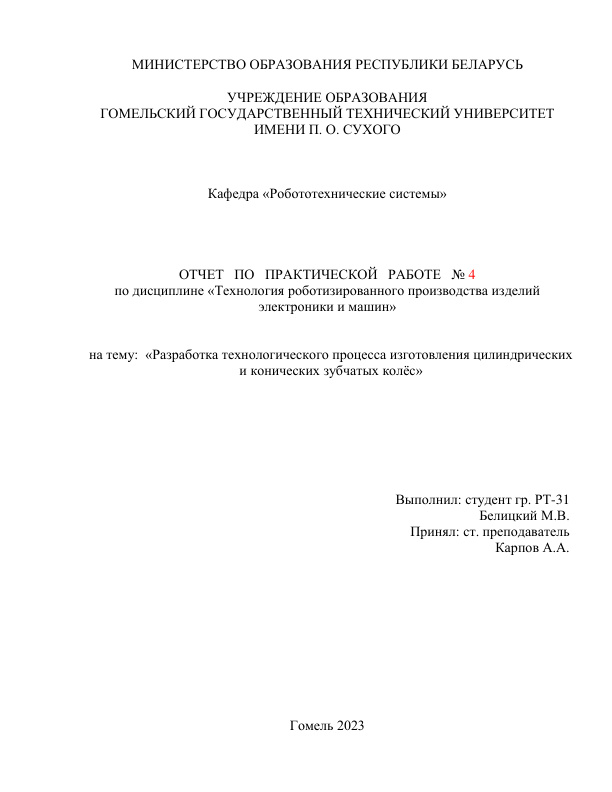 МИНИСТЕРСТВО ОБРАЗОВАНИЯ РЕСПУБЛИКИ БЕЛАРУСЬ
УЧРЕЖДЕНИЕ ОБРАЗОВАНИЯ
ГОМЕЛЬСКИЙ ГОСУДАРСТВЕННЫЙ ТЕХНИЧЕСКИЙ УНИВЕРСИТЕТ
ИМЕНИ П. О. СУХОГО
Кафедра «Робототехнические системы»
ОТЧЕТ ПО ПРАКТИЧЕСКОЙ РАБОТЕ № 4
по дисциплине «Технология роботизированного производства изделий
электроники и машин»
на тему: «Разработка технологического процесса изготовления цилиндрических
и конических зубчатых колёс»
Выполнил: студент гр. РТ-31
Белицкий М.В.
Принял: ст. преподаватель
Карпов А.А.
Гомель 2023